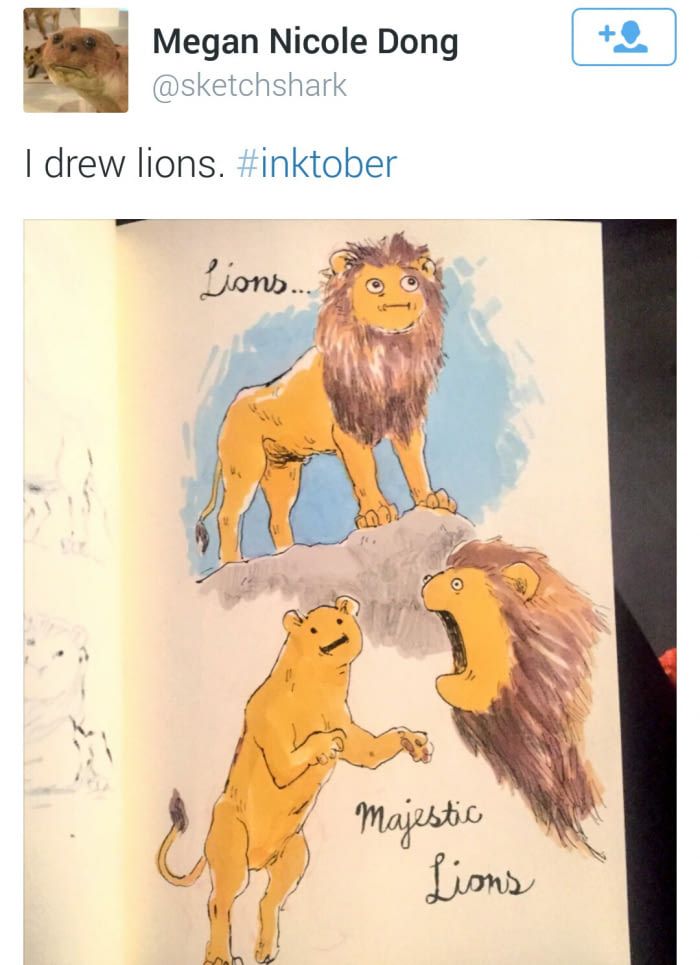 Megan Nicole Dong
@sketchshark
I drew lions. #inktober
Lions...
Majestic
Lions